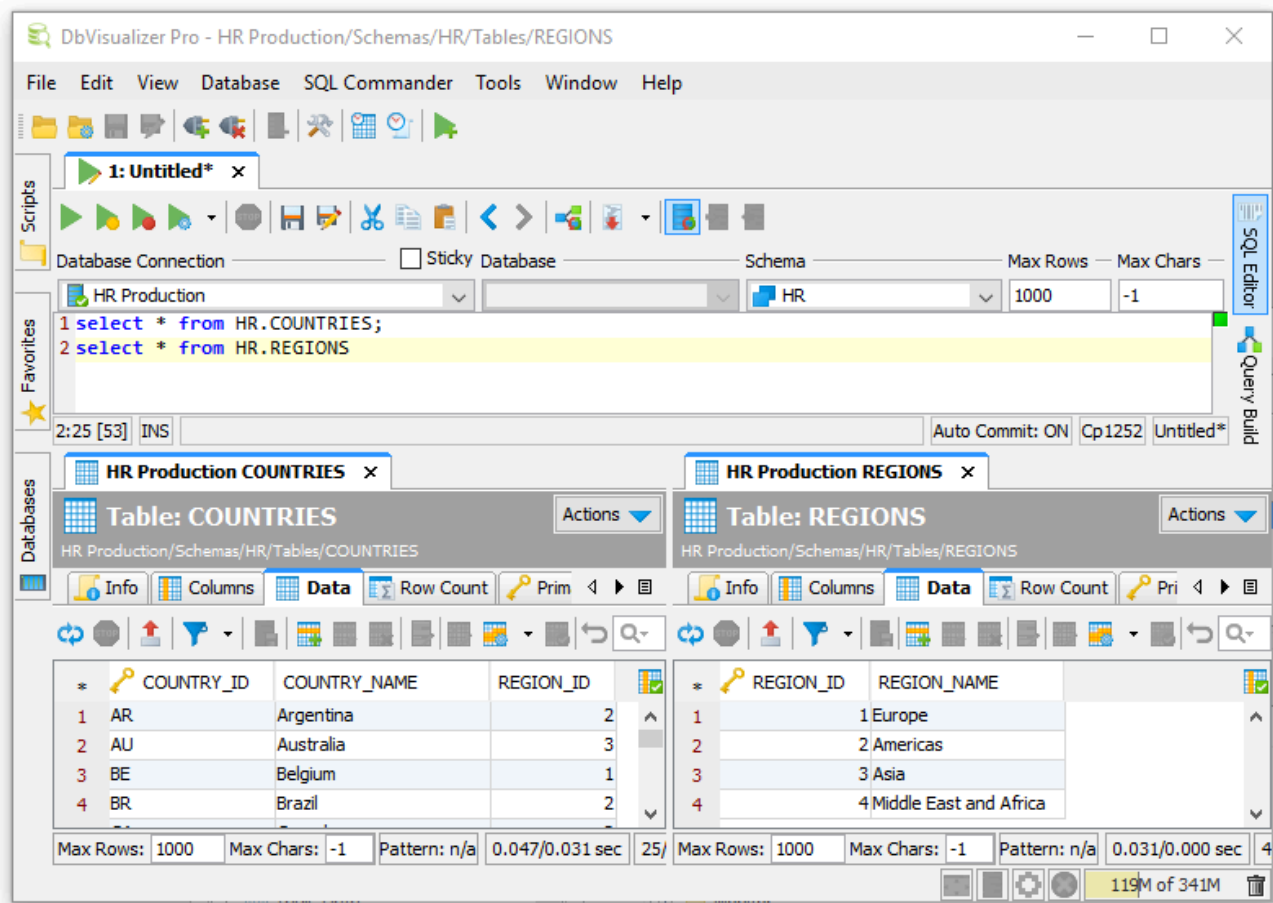 DbVisualizer Pro - HR Production/Schemas/HR/Tables/REGIONS
File Edit View Database SQL Commander Tools Window Help
1: Untitled*
Scripts
Favorites
Databases
SQL Editor
Query Build
STOP
Database Connection Sticky Database Schema Max Rows Max Chars
HR Production HR 1000 -1
1 select * from HR.COUNTRIES;
2 select * from HR.REGIONS
2:25 [53] INS Auto Commit: ON Cp1252 Untitled*
HR Production COUNTRIES
Table: COUNTRIES Actions
HR Production/Schemas/HR/Tables/COUNTRIES
Info Columns Data Row Count Prim
* COUNTRY_ID COUNTRY_NAME REGION_ID
1 AR Argentina 2
2 AU Australia 3
3 BE Belgium 1
4 BR Brazil 2
Max Rows: 1000 Max Chars: -1 Pattern: n/a 0.047/0.031 sec 25/
HR Production REGIONS
Table: REGIONS Actions
HR Production/Schemas/HR/Tables/REGIONS
Info Columns Data Row Count Pri
* REGION_ID REGION_NAME
1 1 Europe
2 2 Americas
3 3 Asia
4 4 Middle East and Africa
Max Rows: 1000 Max Chars: -1 Pattern: n/a 0.031/0.000 sec 4
119M of 341M